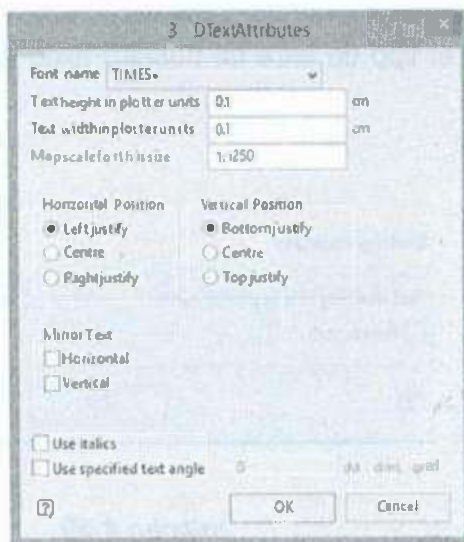 3 DTextAttributes
Font name TIMES
Text height in plotter units 0.1 cm
Text width in plotter units 0.1 cm
Map scale for this size 1:1250
Horizontal Position Vertical Position
Left justify Bottom justify
Centre Centre
Right justify Top justify
Mirror Text
Horizontal
Vertical
Use italics
Use specified text angle 0
? OK Cancel